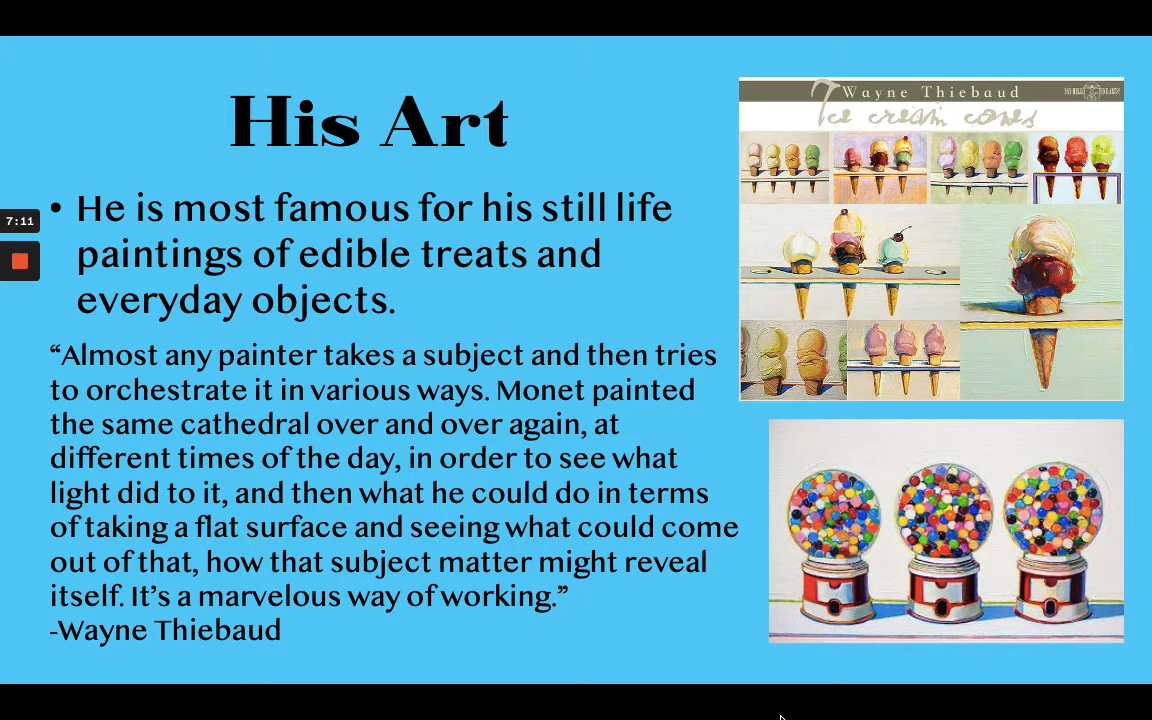 His Art
• He is most famous for his still life
paintings of edible treats and
everyday objects.
“Almost any painter takes a subject and then tries
to orchestrate it in various ways. Monet painted
the same cathedral over and over again, at
different times of the day, in order to see what
light did to it, and then what he could do in terms
of taking a flat surface and seeing what could come
out of that, how that subject matter might reveal
itself. It’s a marvelous way of working.”
-Wayne Thiebaud
7:11
Wayne Thiebaud
Ice cream cones